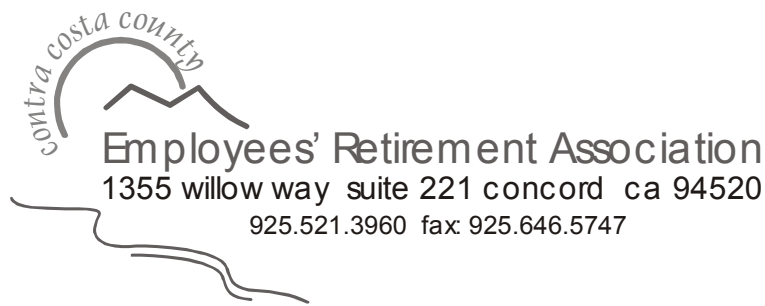 contra costa county
Employees' Retirement Association
1355 willow way suite 221 concord ca 94520
925.521.3960 fax: 925.646.5747